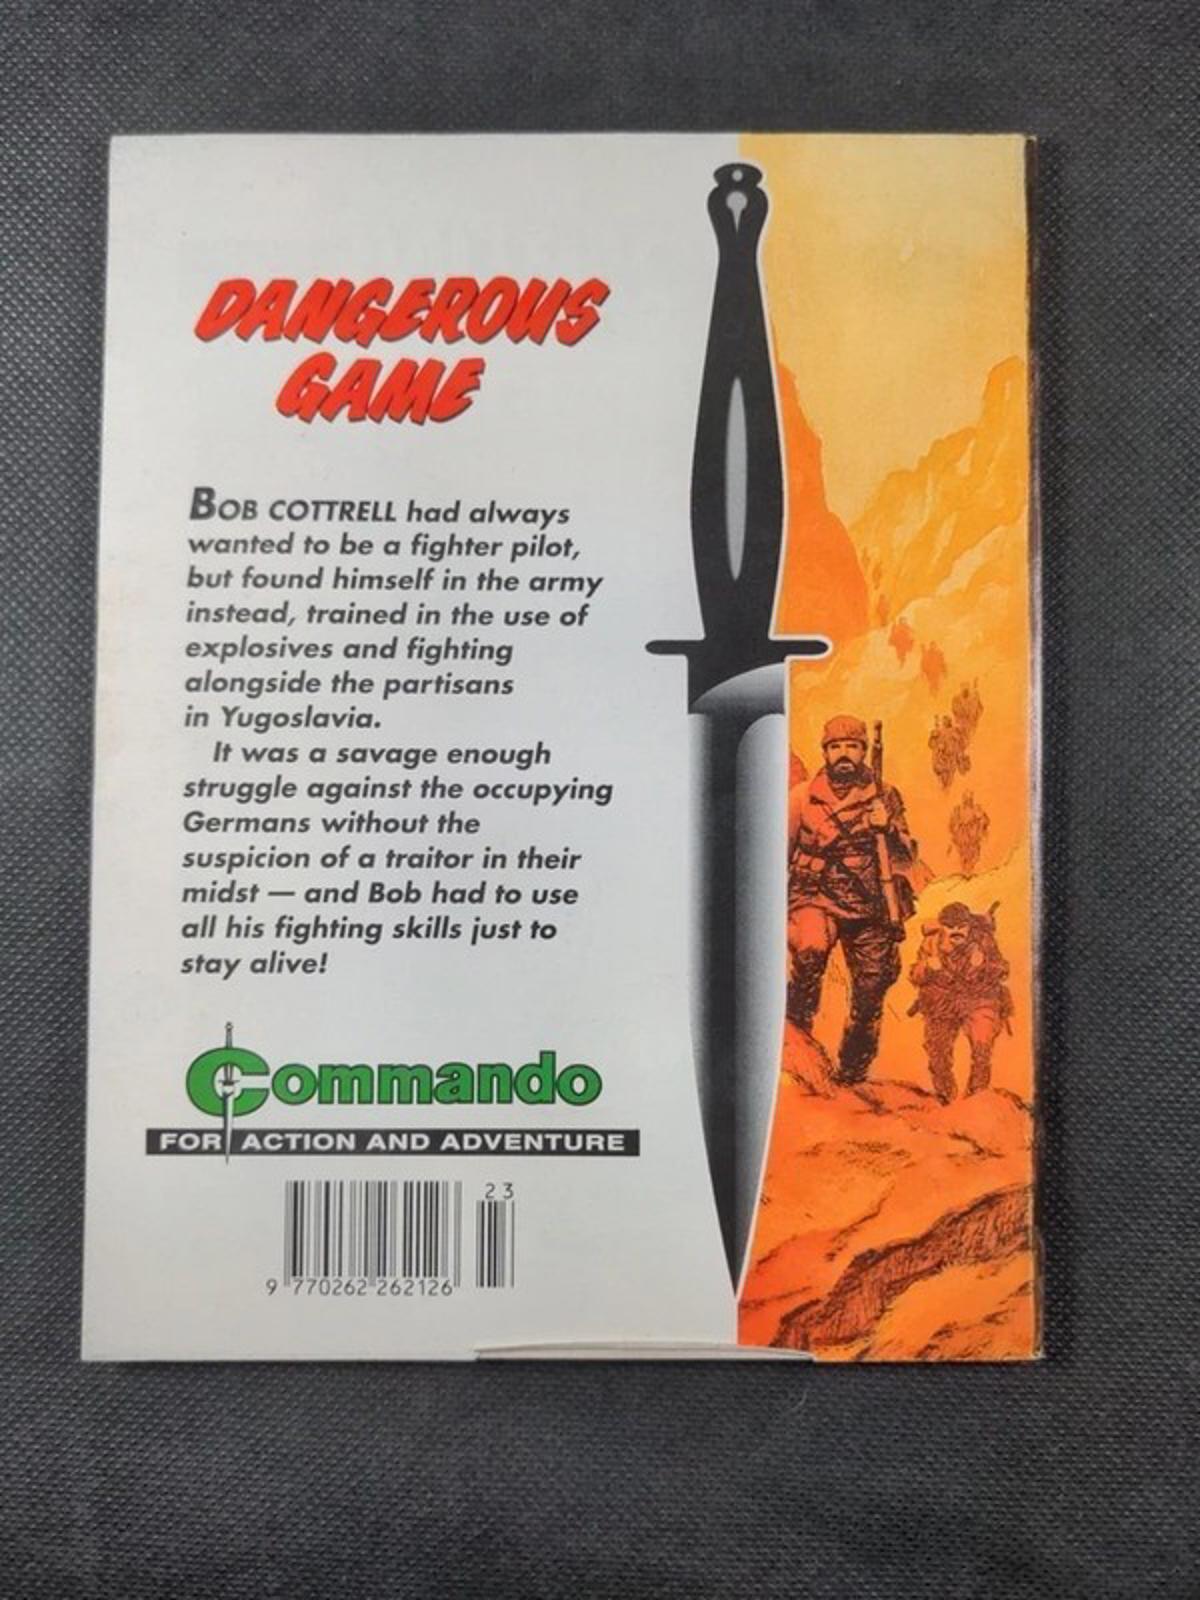 DANGEROUS
GAME
BOB COTTRELL had always
wanted to be a fighter pilot,
but found himself in the army
instead, trained in the use of
explosives and fighting
alongside the partisans
in Yugoslavia.
It was a savage enough
struggle against the occupying
Germans without the
suspicion of a traitor in their
midst — and Bob had to use
all his fighting skills just to
stay alive!
Commando
FOR ACTION AND ADVENTURE
23
9 770262 262126